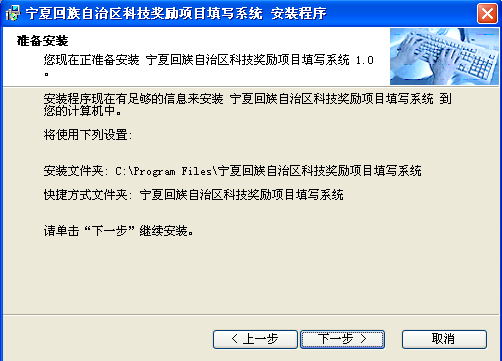 宁夏回族自治区科技奖励项目填写系统 安装程序
准备安装
您现在正准备安装 宁夏回族自治区科技奖励项目填写系统 1.0
。
安装程序现在有足够的信息来安装 宁夏回族自治区科技奖励项目填写系统 到
您的计算机中。
将使用下列设置:
安装文件夹: C:\Program Files\宁夏回族自治区科技奖励项目填写系统
快捷方式文件夹: 宁夏回族自治区科技奖励项目填写系统
请单击“下一步”继续安装。
< 上一步 下一步 > 取消